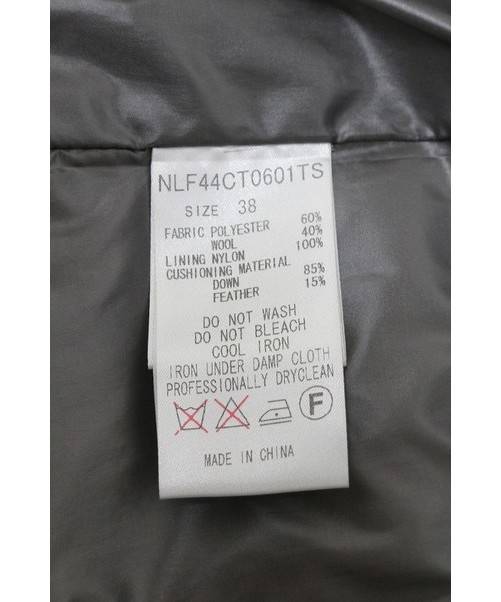 NLF44CT0601TS
SIZE 38
FABRIC POLYESTER 60%
WOOL 40%
LINING NYLON 100%
CUSHIONING MATERIAL
DOWN 85%
FEATHER 15%
DO NOT WASH
DO NOT BLEACH
COOL IRON
IRON UNDER DAMP CLOTH
PROFESSIONALLY DRYCLEAN
F
MADE IN CHINA